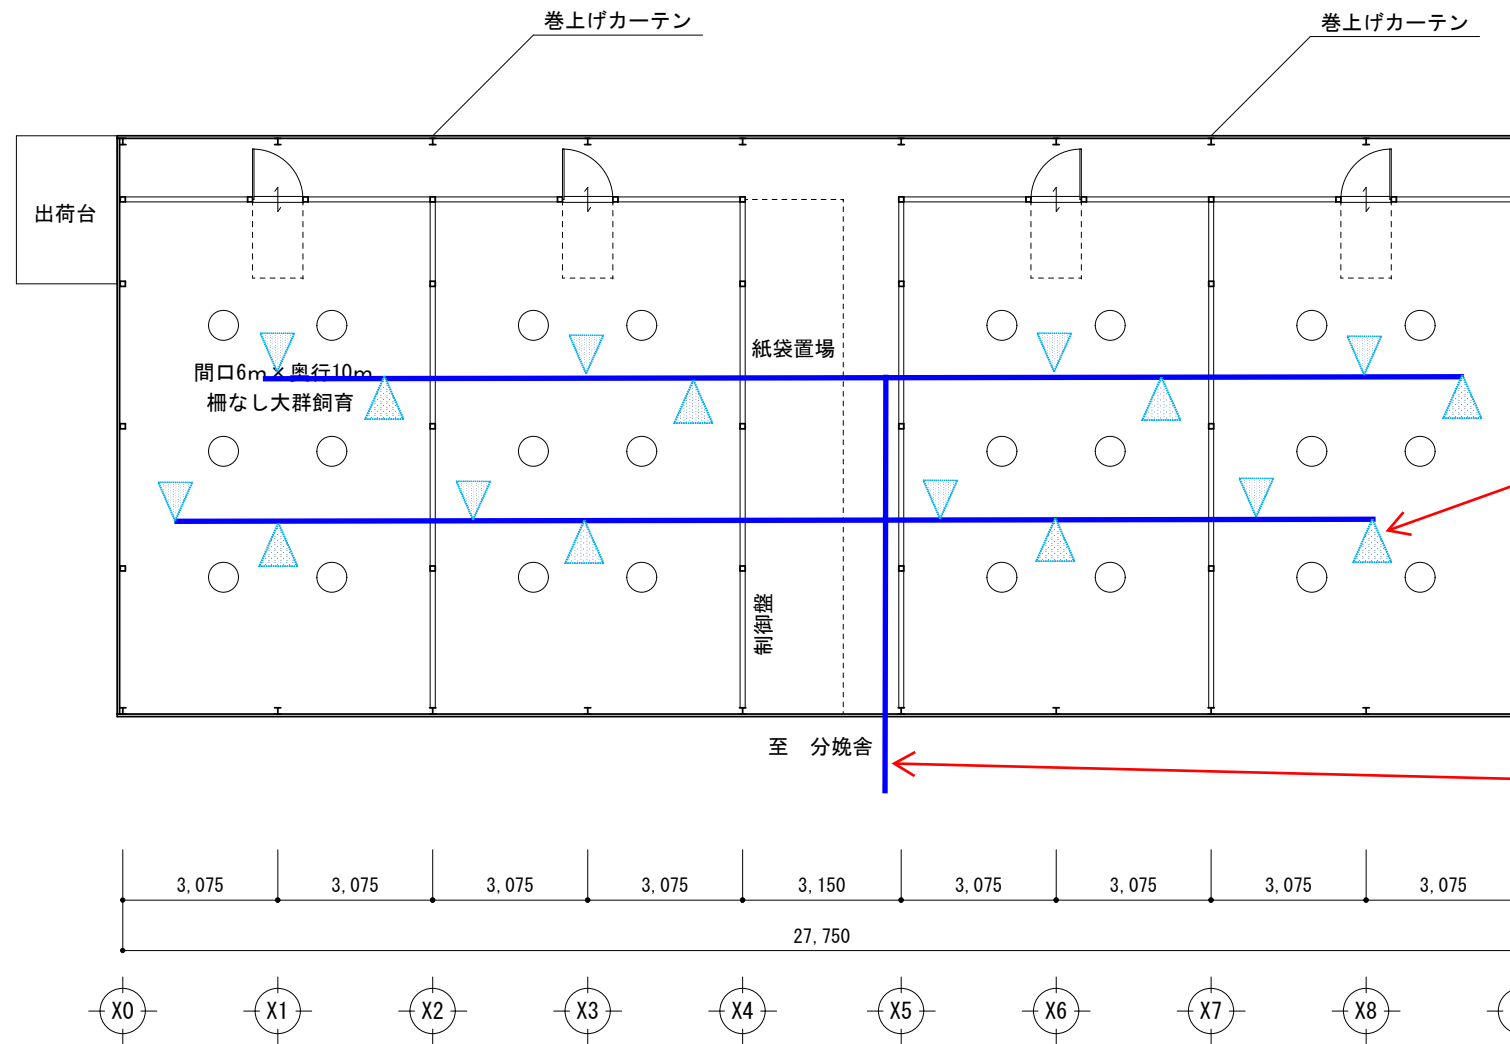 巻上げカーテン
巻上げカーテン
出荷台
紙袋置場
間口6m×奥行10m
柵なし大群飼育
制御盤
至　分娩舎
3,075
3,075
3,075
3,075
3,150
3,075
3,075
3,075
3,075
27,750
X0
X1
X2
X3
X4
X5
X6
X7
X8